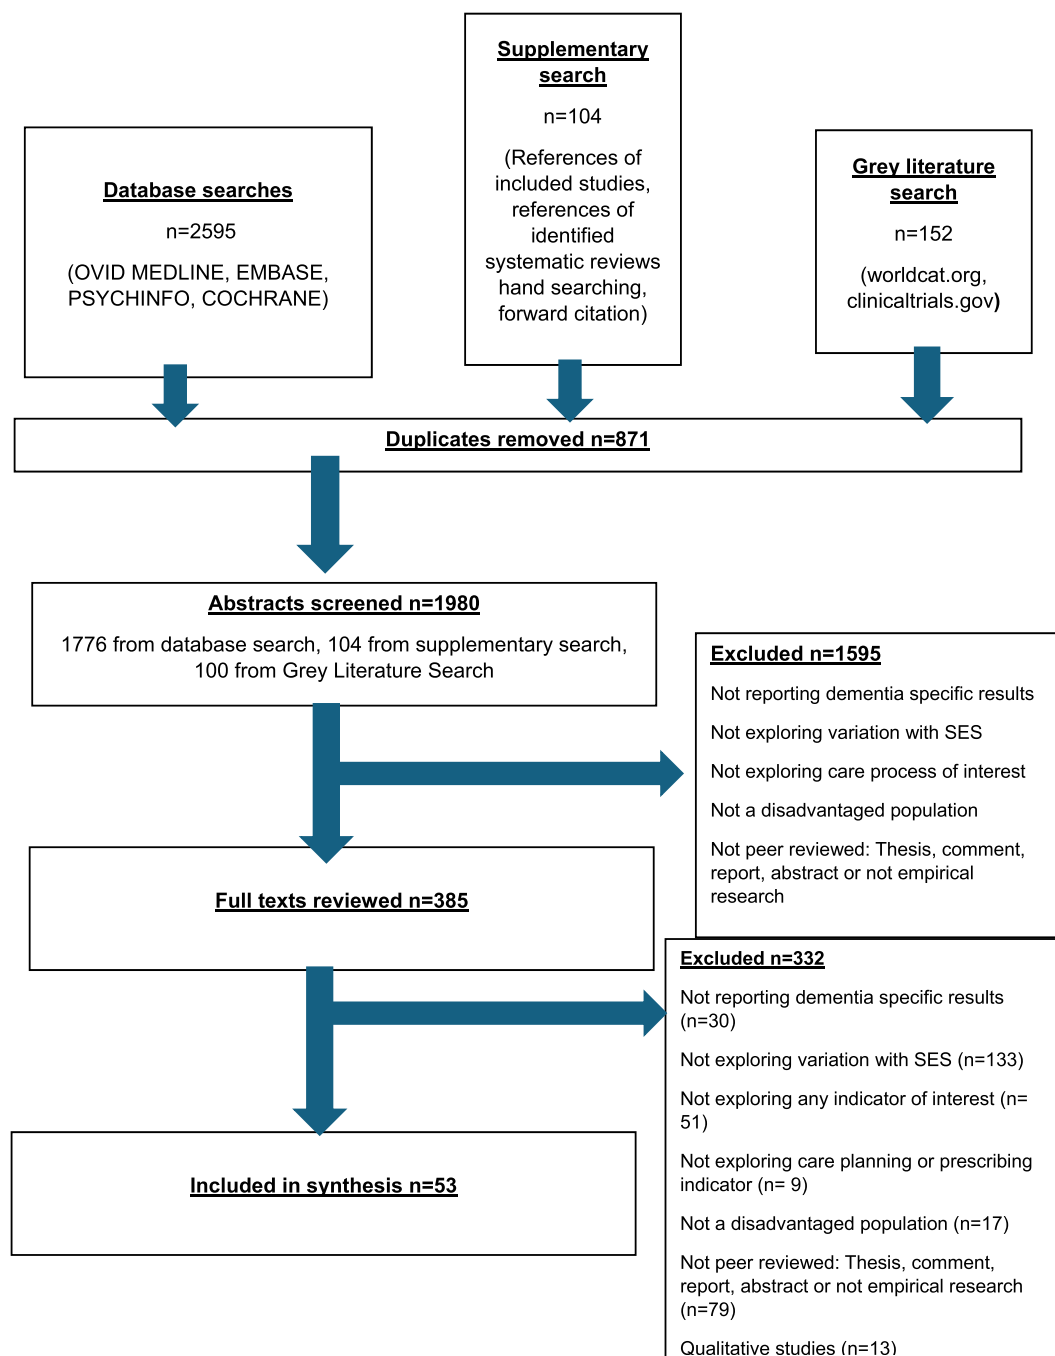 Supplementary
search
n=104
(References of
included studies,
references of
identified
systematic reviews
hand searching,
forward citation)
Database searches
n=2595
(OVID MEDLINE, EMBASE,
PSYCHINFO, COCHRANE)
Grey literature
search
n=152
(worldcat.org,
clinicaltrials.gov)
Duplicates removed n=871
Abstracts screened n=1980
1776 from database search, 104 from supplementary search,
100 from Grey Literature Search
Excluded n=1595
Not reporting dementia specific results
Not exploring variation with SES
Not exploring care process of interest
Not a disadvantaged population
Not peer reviewed: Thesis, comment,
report, abstract or not empirical
research
Full texts reviewed n=385
Excluded n=332
Not reporting dementia specific results
(n=30)
Not exploring variation with SES (n=133)
Not exploring any indicator of interest (n=
51)
Not exploring care planning or prescribing
indicator (n= 9)
Not a disadvantaged population (n=17)
Not peer reviewed: Thesis, comment,
report, abstract or not empirical research
(n=79)
Qualitative studies (n=13)
Included in synthesis n=53